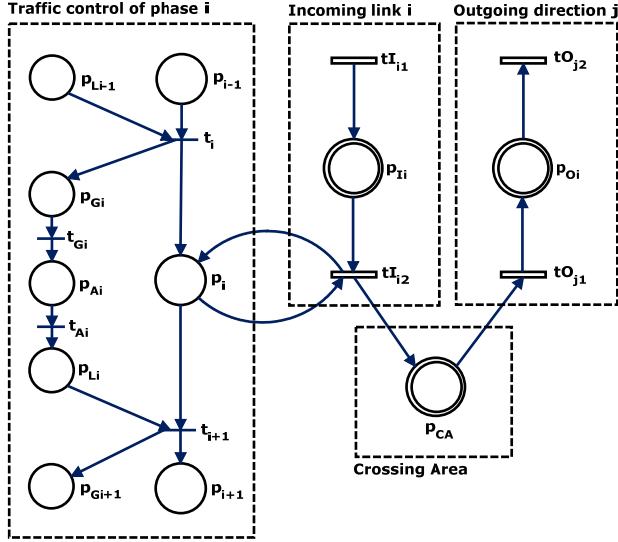 Traffic control of phase i
Incoming link i
Outgoing direction j
pLi-1
pi-1
tIi1
tOj2
ti
pIi
pOi
pGi
tGi
pAi
pi
tIi2
tOj1
tAi
pLi
pCA
ti+1
Crossing Area
pGi+1
pi+1